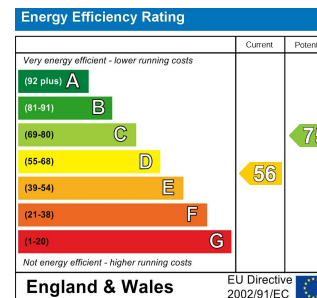 Energy Efficiency Rating
Current
Very energy efficient - lower running costs
(92 plus) A
(81-91) B
(69-80) C
(55-68) D
(39-54) E
(21-38) F
(1-20) G
56
Not energy efficient - higher running costs
England & Wales
EU Directive
2002/91/EC